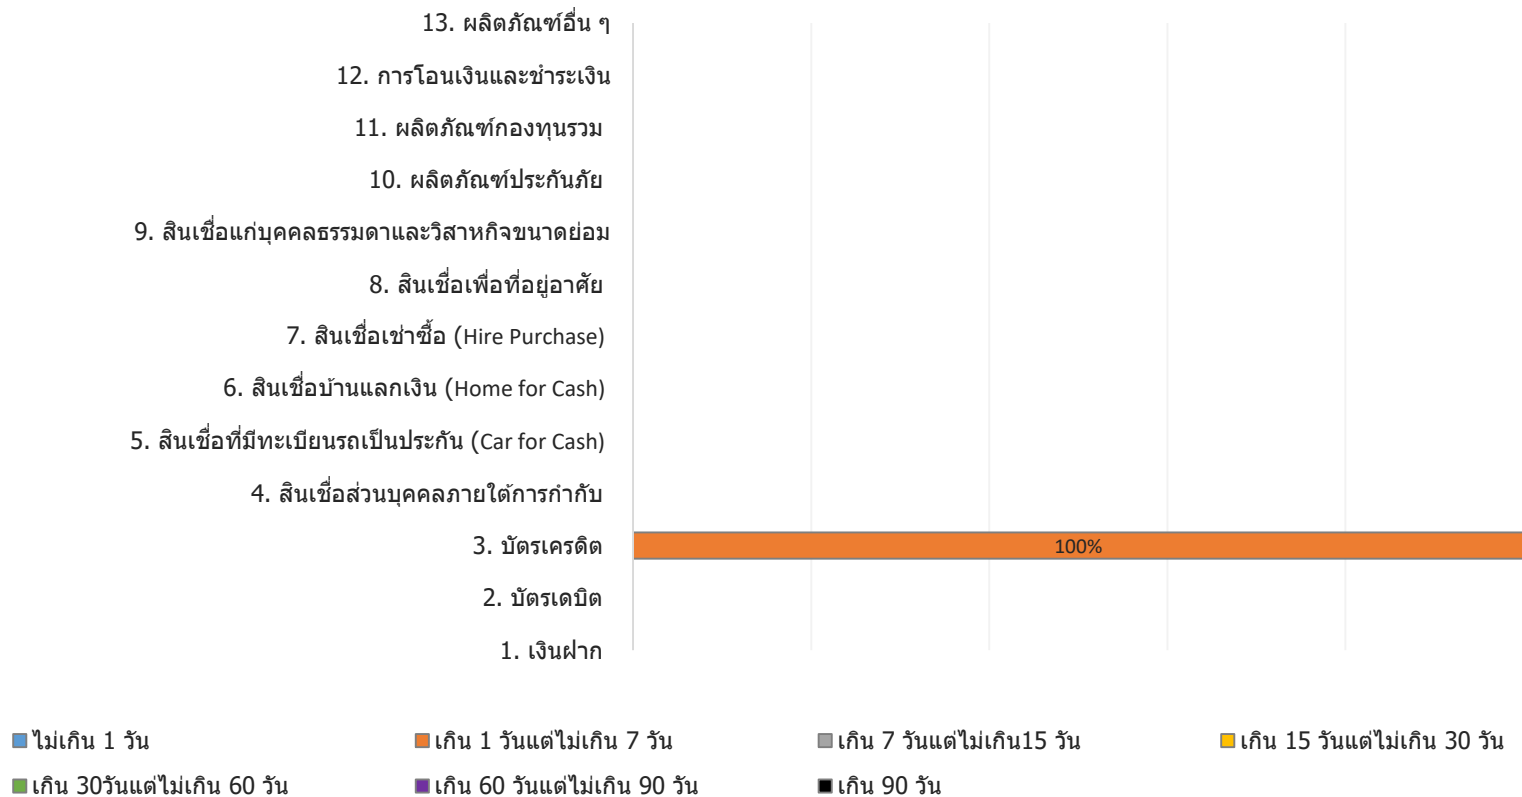 13. ผลิตภัณฑ์อื่น ๆ
12. การโอนเงินและชำระเงิน
11. ผลิตภัณฑ์กองทุนรวม
10. ผลิตภัณฑ์ประกันภัย
9. สินเชื่อแก่บุคคลธรรมดาและวิสาหกิจขนาดย่อม
8. สินเชื่อเพื่อที่อยู่อาศัย
7. สินเชื่อเช่าซื้อ (Hire Purchase)
6. สินเชื่อบ้านแลกเงิน (Home for Cash)
5. สินเชื่อที่มีทะเบียนรถเป็นประกัน (Car for Cash)
4. สินเชื่อส่วนบุคคลภายใต้การกำกับ
3. บัตรเครดิต
100%
2. บัตรเดบิต
1. เงินฝาก
ไม่เกิน 1 วัน
เกิน 1 วันแต่ไม่เกิน 7 วัน
เกิน 7 วันแต่ไม่เกิน15 วัน
เกิน 15 วันแต่ไม่เกิน 30 วัน
เกิน 30วันแต่ไม่เกิน 60 วัน
เกิน 60 วันแต่ไม่เกิน 90 วัน
เกิน 90 วัน